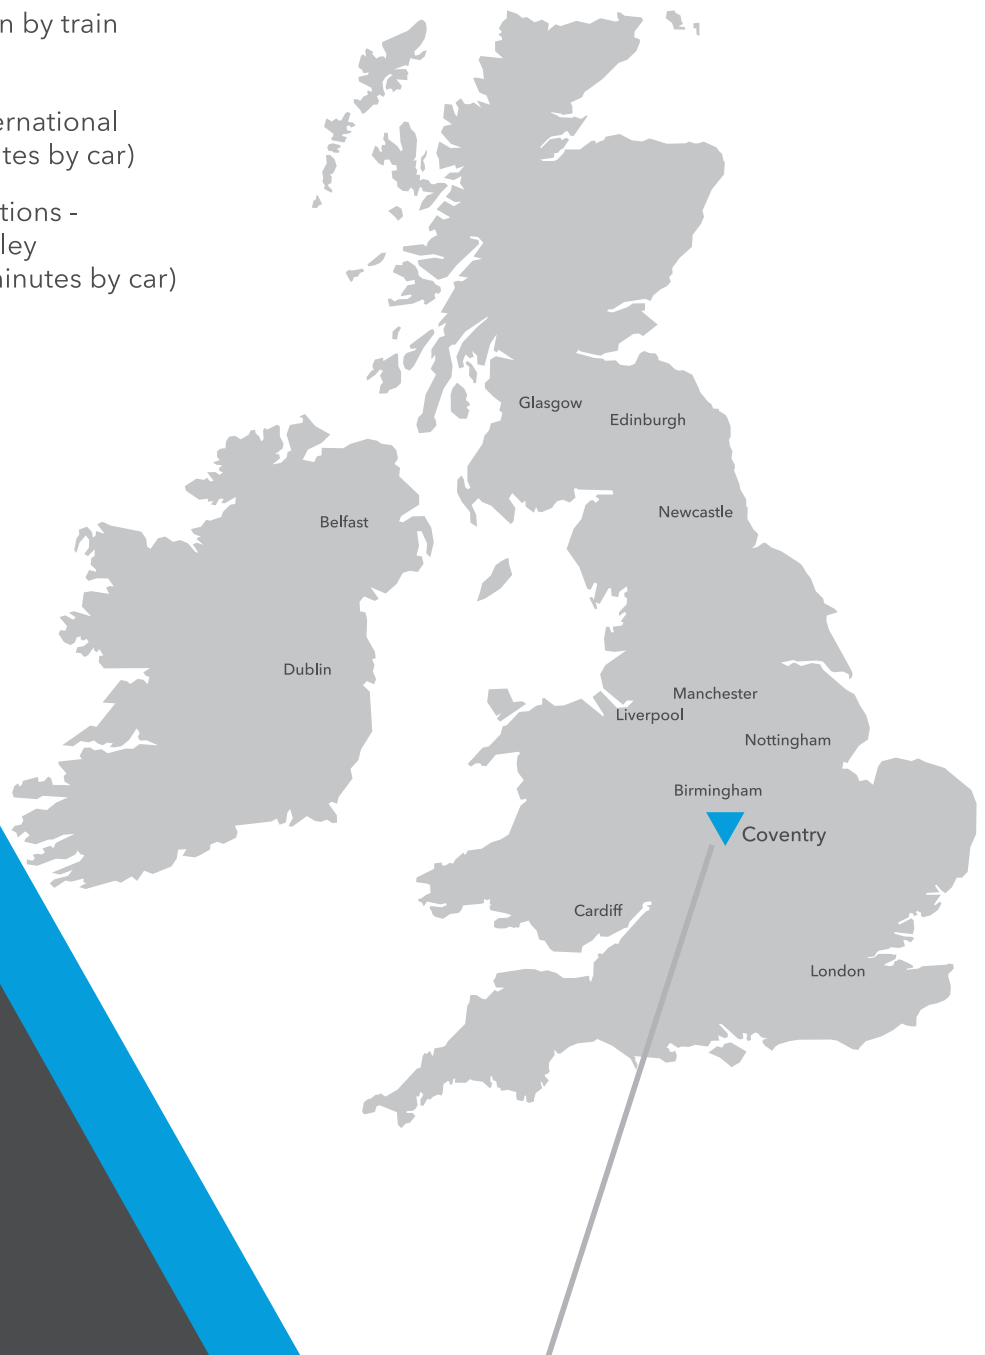 n by train
ernational
tes by car)
tions -
ley
inutes by car)
Glasgow
Edinburgh
Newcastle
Belfast
Dublin
Manchester
Liverpool
Nottingham
Birmingham
Coventry
Cardiff
London